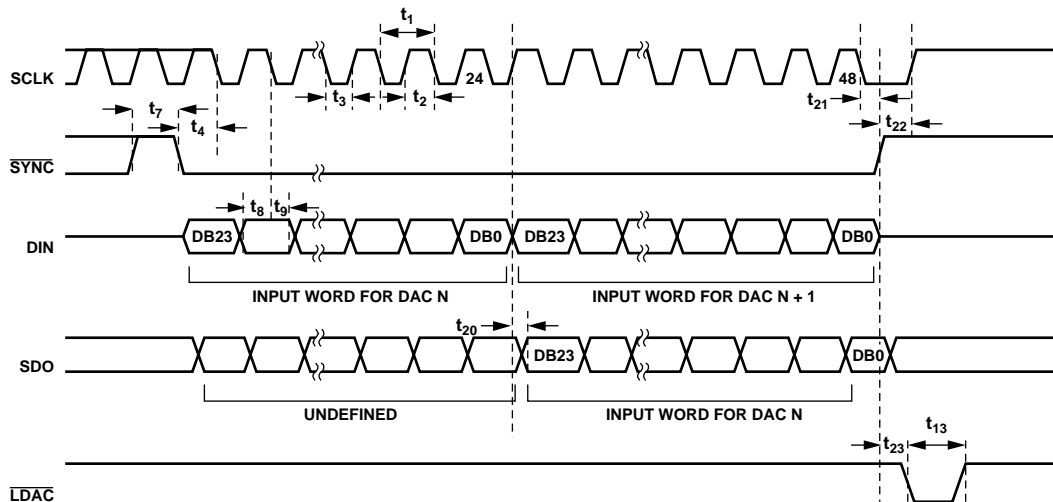 t1
SCLK
24
48
t3
t2
t21
t7
t4
t22
SYNC
t8
t9
DIN
DB23
DB0
DB23
DB0
INPUT WORD FOR DAC N
INPUT WORD FOR DAC N + 1
t20
SDO
DB23
DB0
UNDEFINED
INPUT WORD FOR DAC N
t23
t13
LDAC